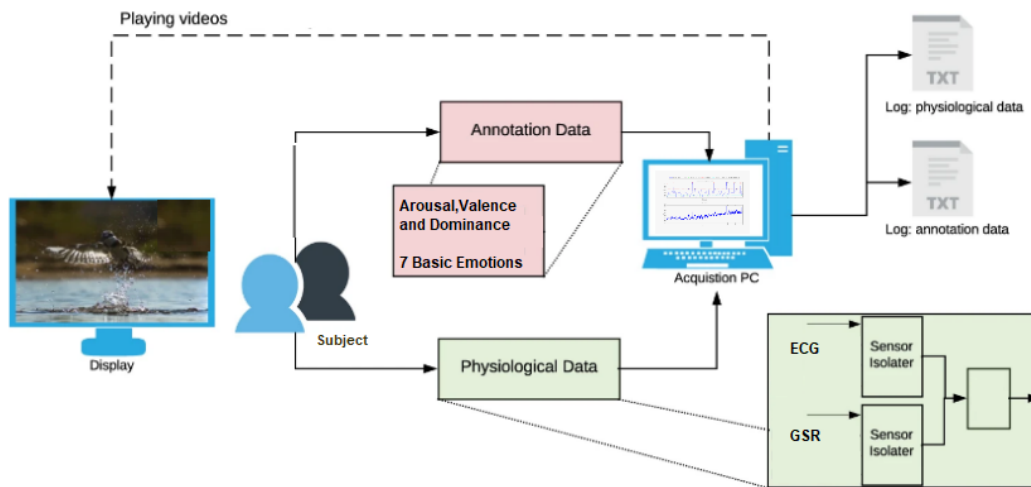 Playing videos
TXT
Log: physiological data
Annotation Data
Arousal,Valence
and Dominance
7 Basic Emotions
TXT
Log: annotation data
Acquistion PC
Subject
Display
Physiological Data
ECG
Sensor
Isolater
GSR
Sensor
Isolater